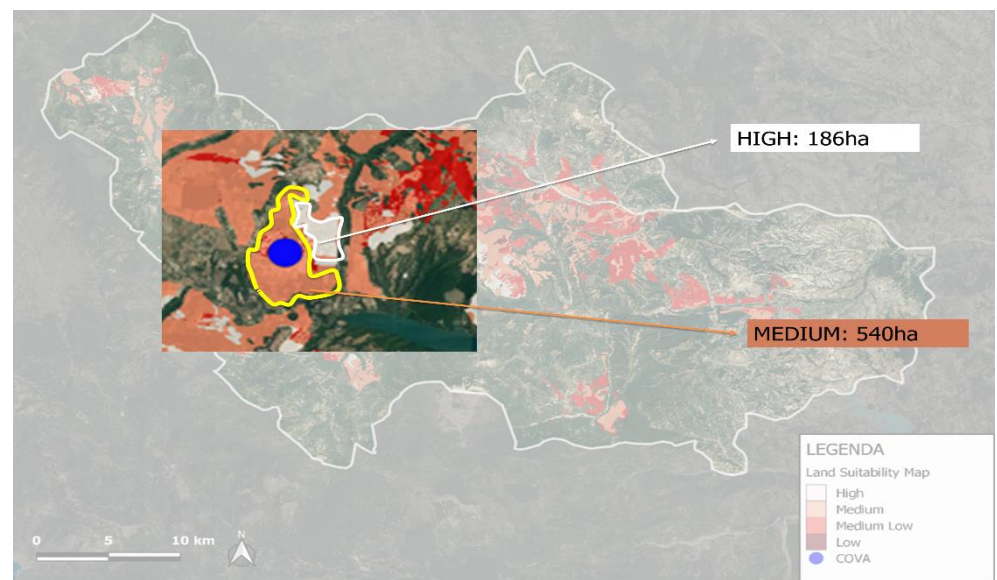 HIGH: 186ha
MEDIUM: 540ha
LEGENDA
Land Suitability Map
High
Medium
Medium Low
Low
COVA
0 5 10 km
N